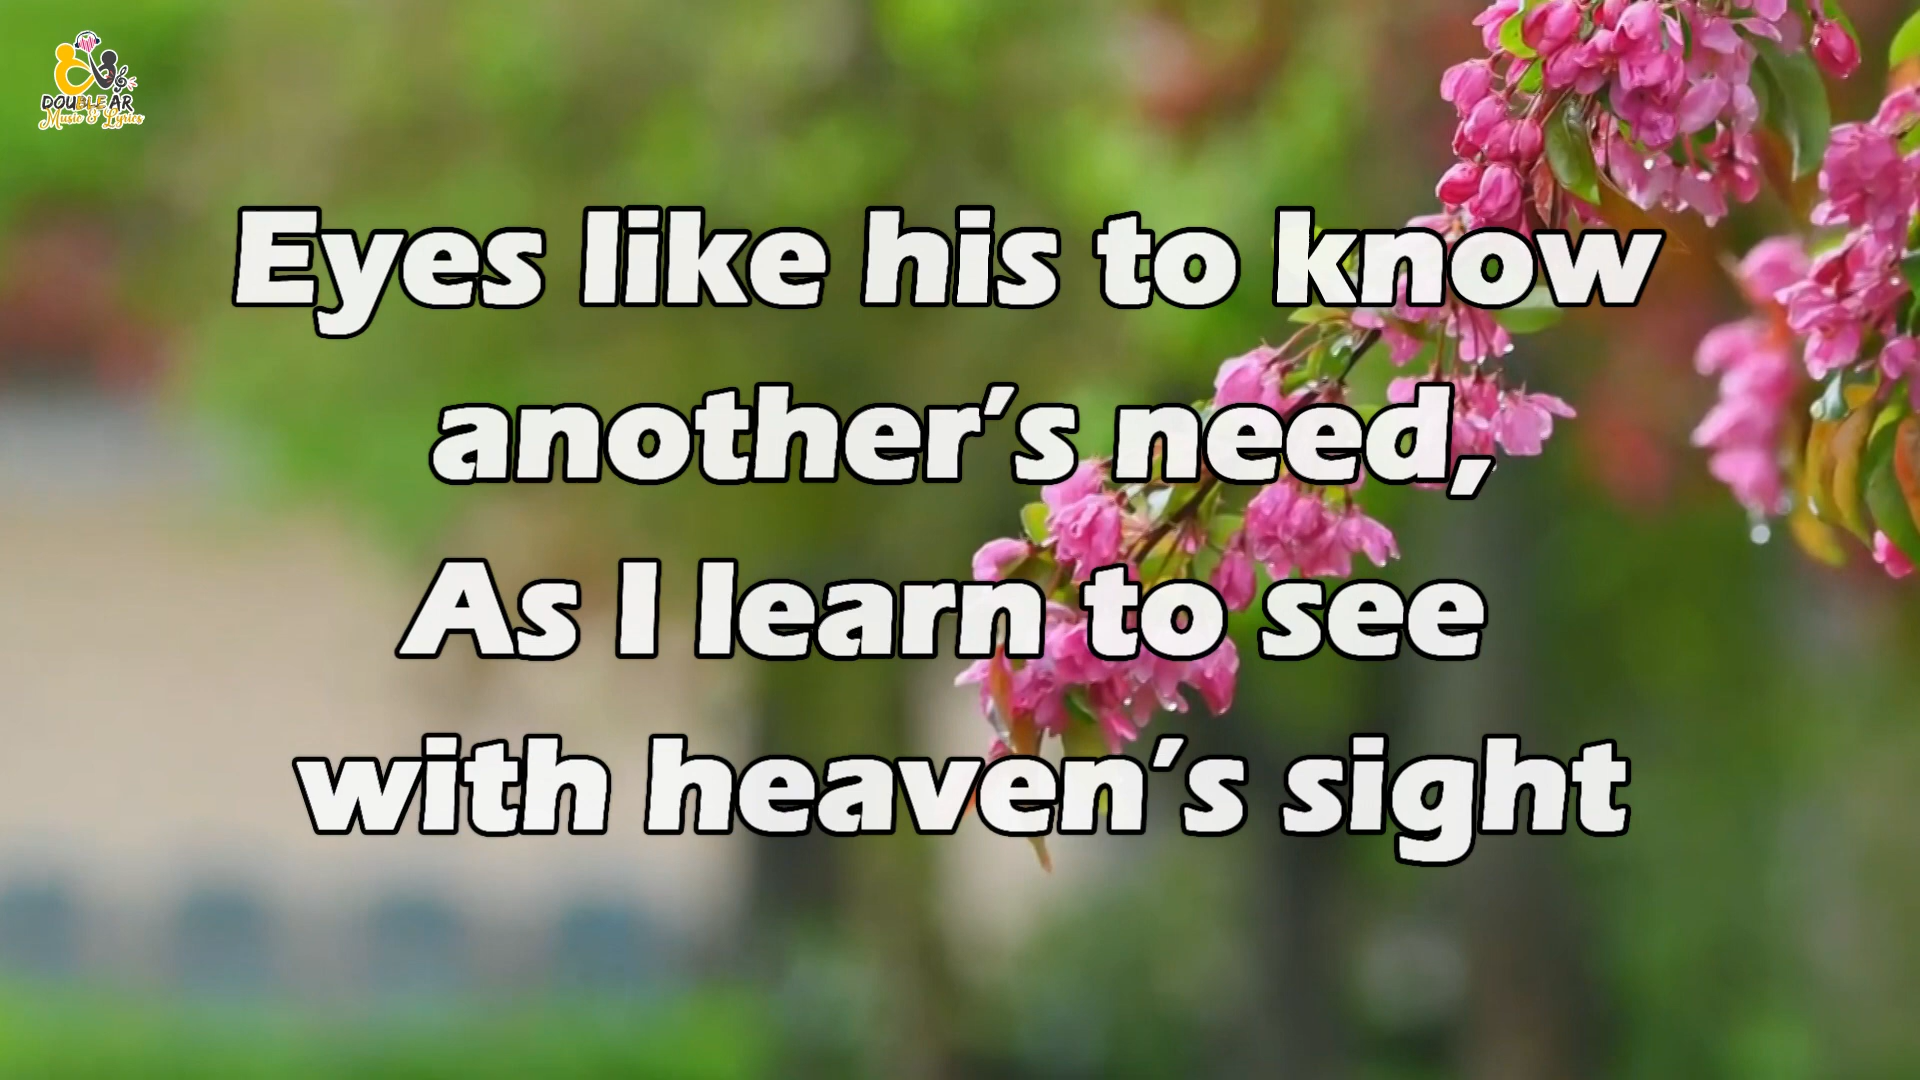 DOUBLE AR
Music & Lyrics
Eyes like his to know
another’s need,
As I learn to see
with heaven’s sight